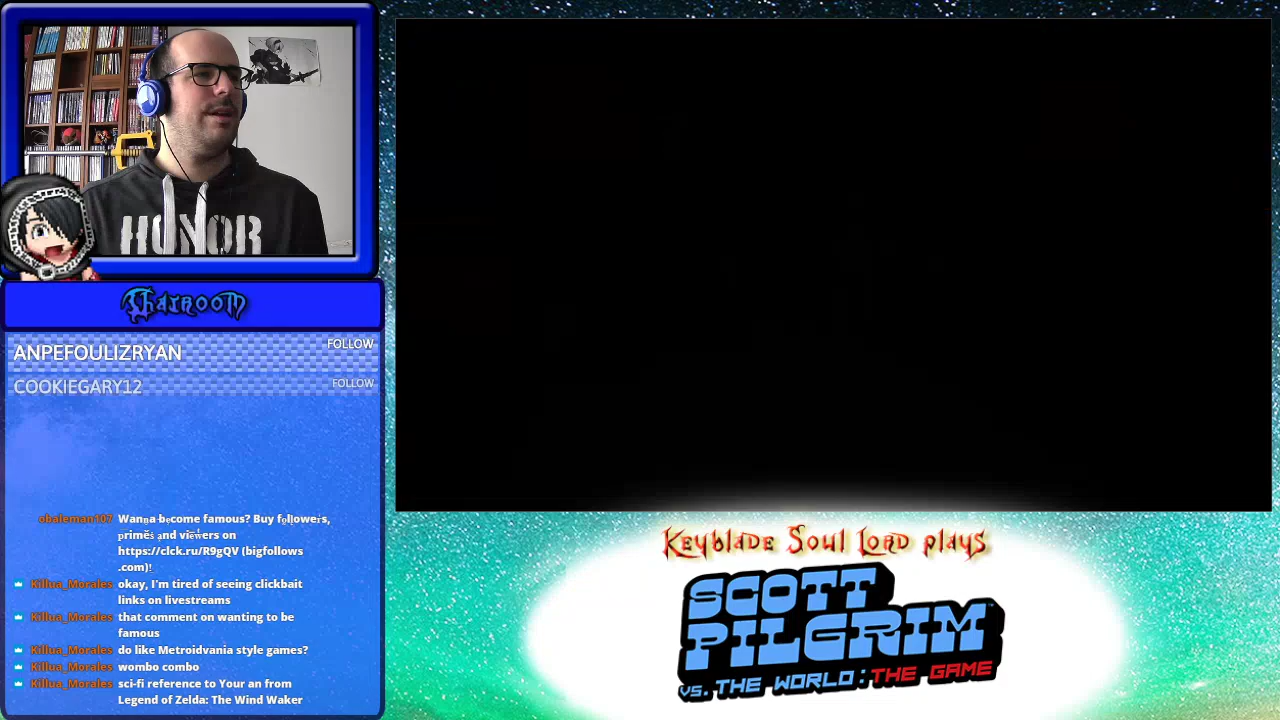 HONOR
Chatroom
ANPEFOULIZRYAN FOLLOW
COOKIEGARY12 FOLLOW
obaleman107 Wanna become famous? Buy followers,
primes and viewers on
https://clck.ru/R9gQV (bigfollows
.com)!
Killua_Morales okay, I'm tired of seeing clickbait
links on livestreams
Killua_Morales that comment on wanting to be
famous
Killua_Morales do like Metroidvania style games?
Killua_Morales wombo combo
Killua_Morales sci-fi reference to Your an from
Legend of Zelda: The Wind Waker
Keyblade Soul Lord plays
SCOTT
PILGRIM™
VS. THE WORLD: THE GAME